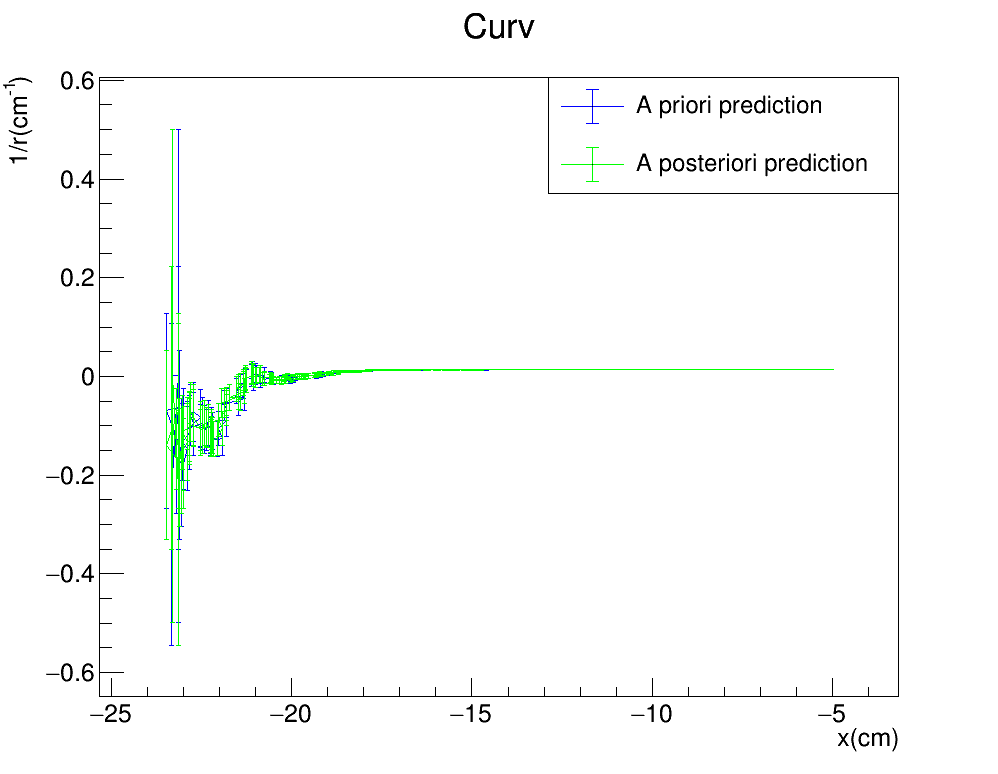 Curv
1/r(cm-1)
A priori prediction
A posteriori prediction
0.6
0.4
0.2
0
−0.2
−0.4
−0.6
−25 −20 −15 −10 −5
x(cm)